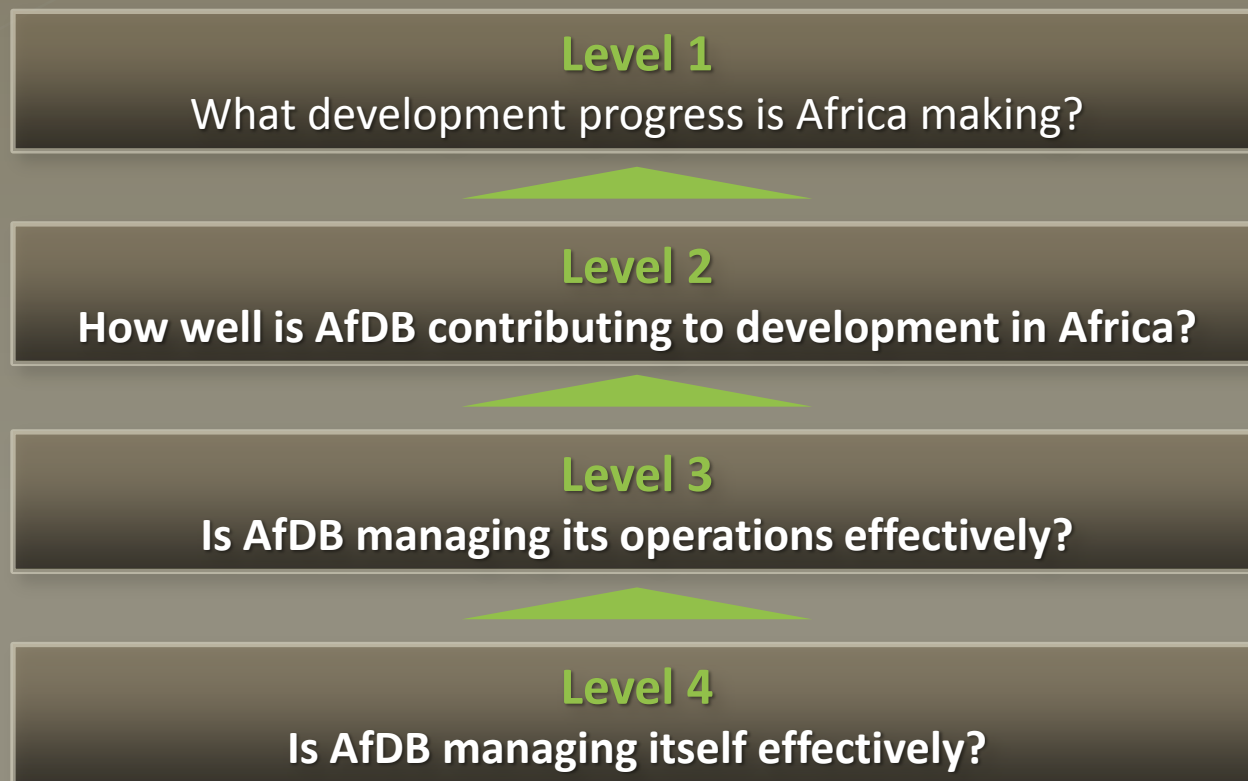 Level 1
What development progress is Africa making?
Level 2
How well is AfDB contributing to development in Africa?
Level 3
Is AfDB managing its operations effectively?
Level 4
Is AfDB managing itself effectively?